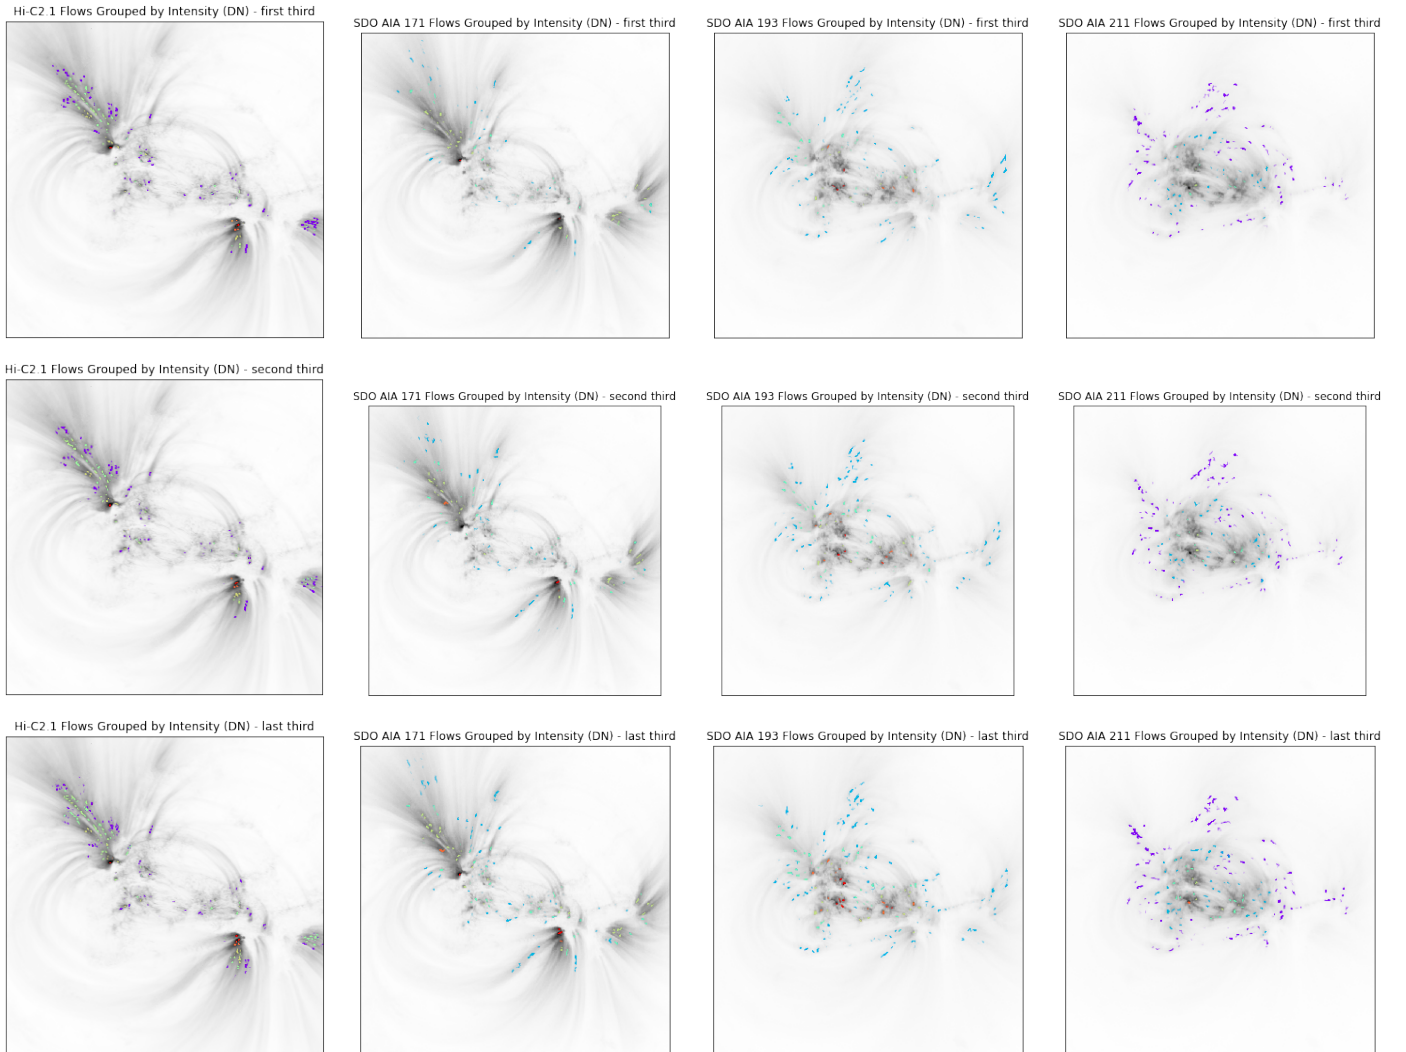 Hi-C2.1 Flows Grouped by Intensity (DN) - first third
SDO AIA 171 Flows Grouped by Intensity (DN) - first third
SDO AIA 193 Flows Grouped by Intensity (DN) - first third
SDO AIA 211 Flows Grouped by Intensity (DN) - first third
Hi-C2.1 Flows Grouped by Intensity (DN) - second third
SDO AIA 171 Flows Grouped by Intensity (DN) - second third
SDO AIA 193 Flows Grouped by Intensity (DN) - second third
SDO AIA 211 Flows Grouped by Intensity (DN) - second third
Hi-C2.1 Flows Grouped by Intensity (DN) - last third
SDO AIA 171 Flows Grouped by Intensity (DN) - last third
SDO AIA 193 Flows Grouped by Intensity (DN) - last third
SDO AIA 211 Flows Grouped by Intensity (DN) - last third